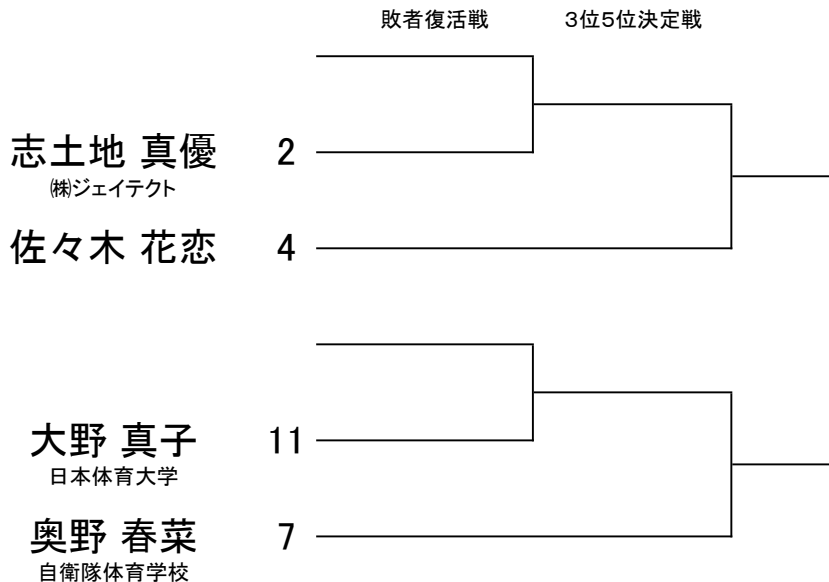 敗者復活戦 3位5位決定戦
志土地 真優 2
㈱ジェイテクト
佐々木 花恋 4
大野 真子 11
日本体育大学
奥野 春菜 7
自衛隊体育学校